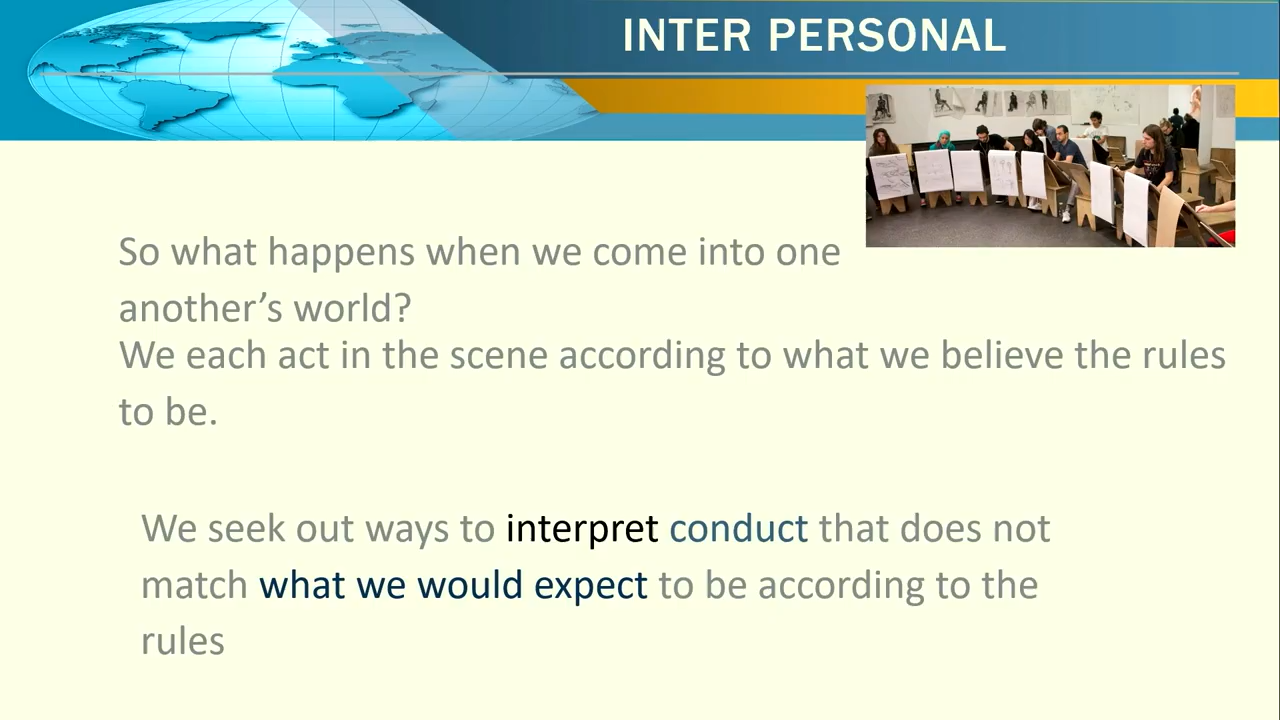 INTER PERSONAL
So what happens when we come into one
another’s world?
We each act in the scene according to what we believe the rules
to be.
We seek out ways to interpret conduct that does not
match what we would expect to be according to the
rules